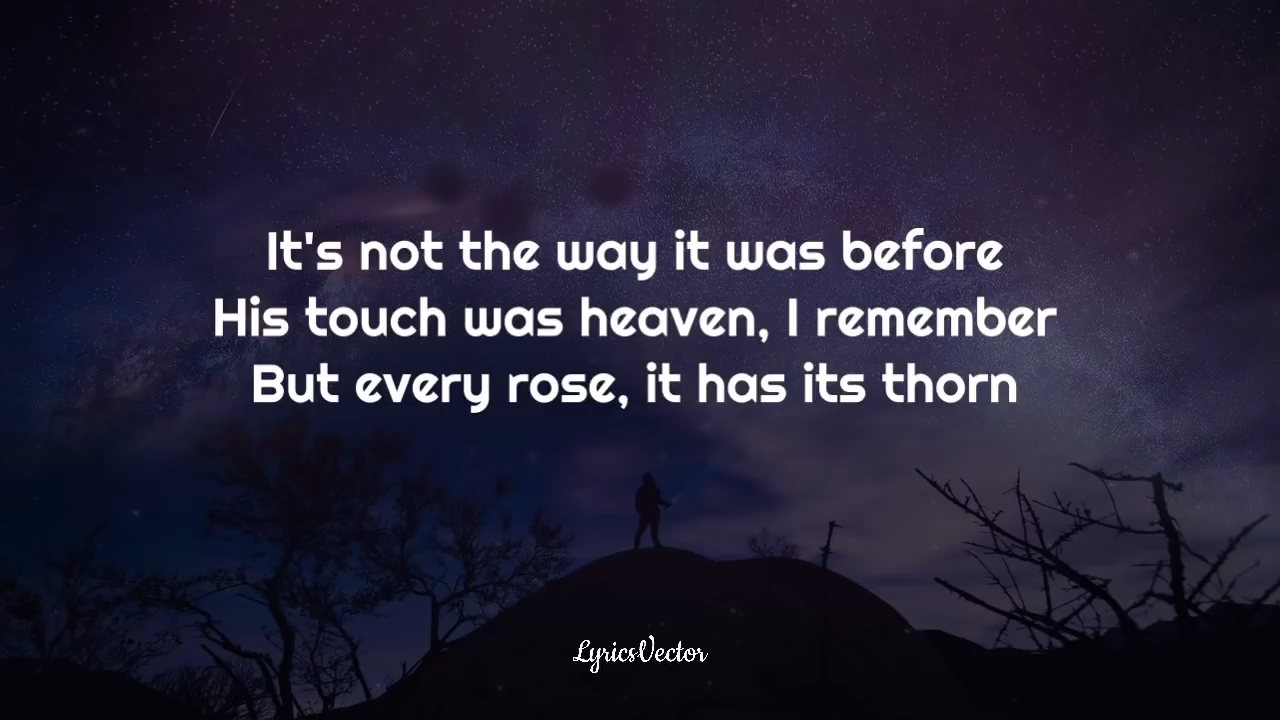 It's not the way it was before
His touch was heaven, I remember
But every rose, it has its thorn
LyricsVector